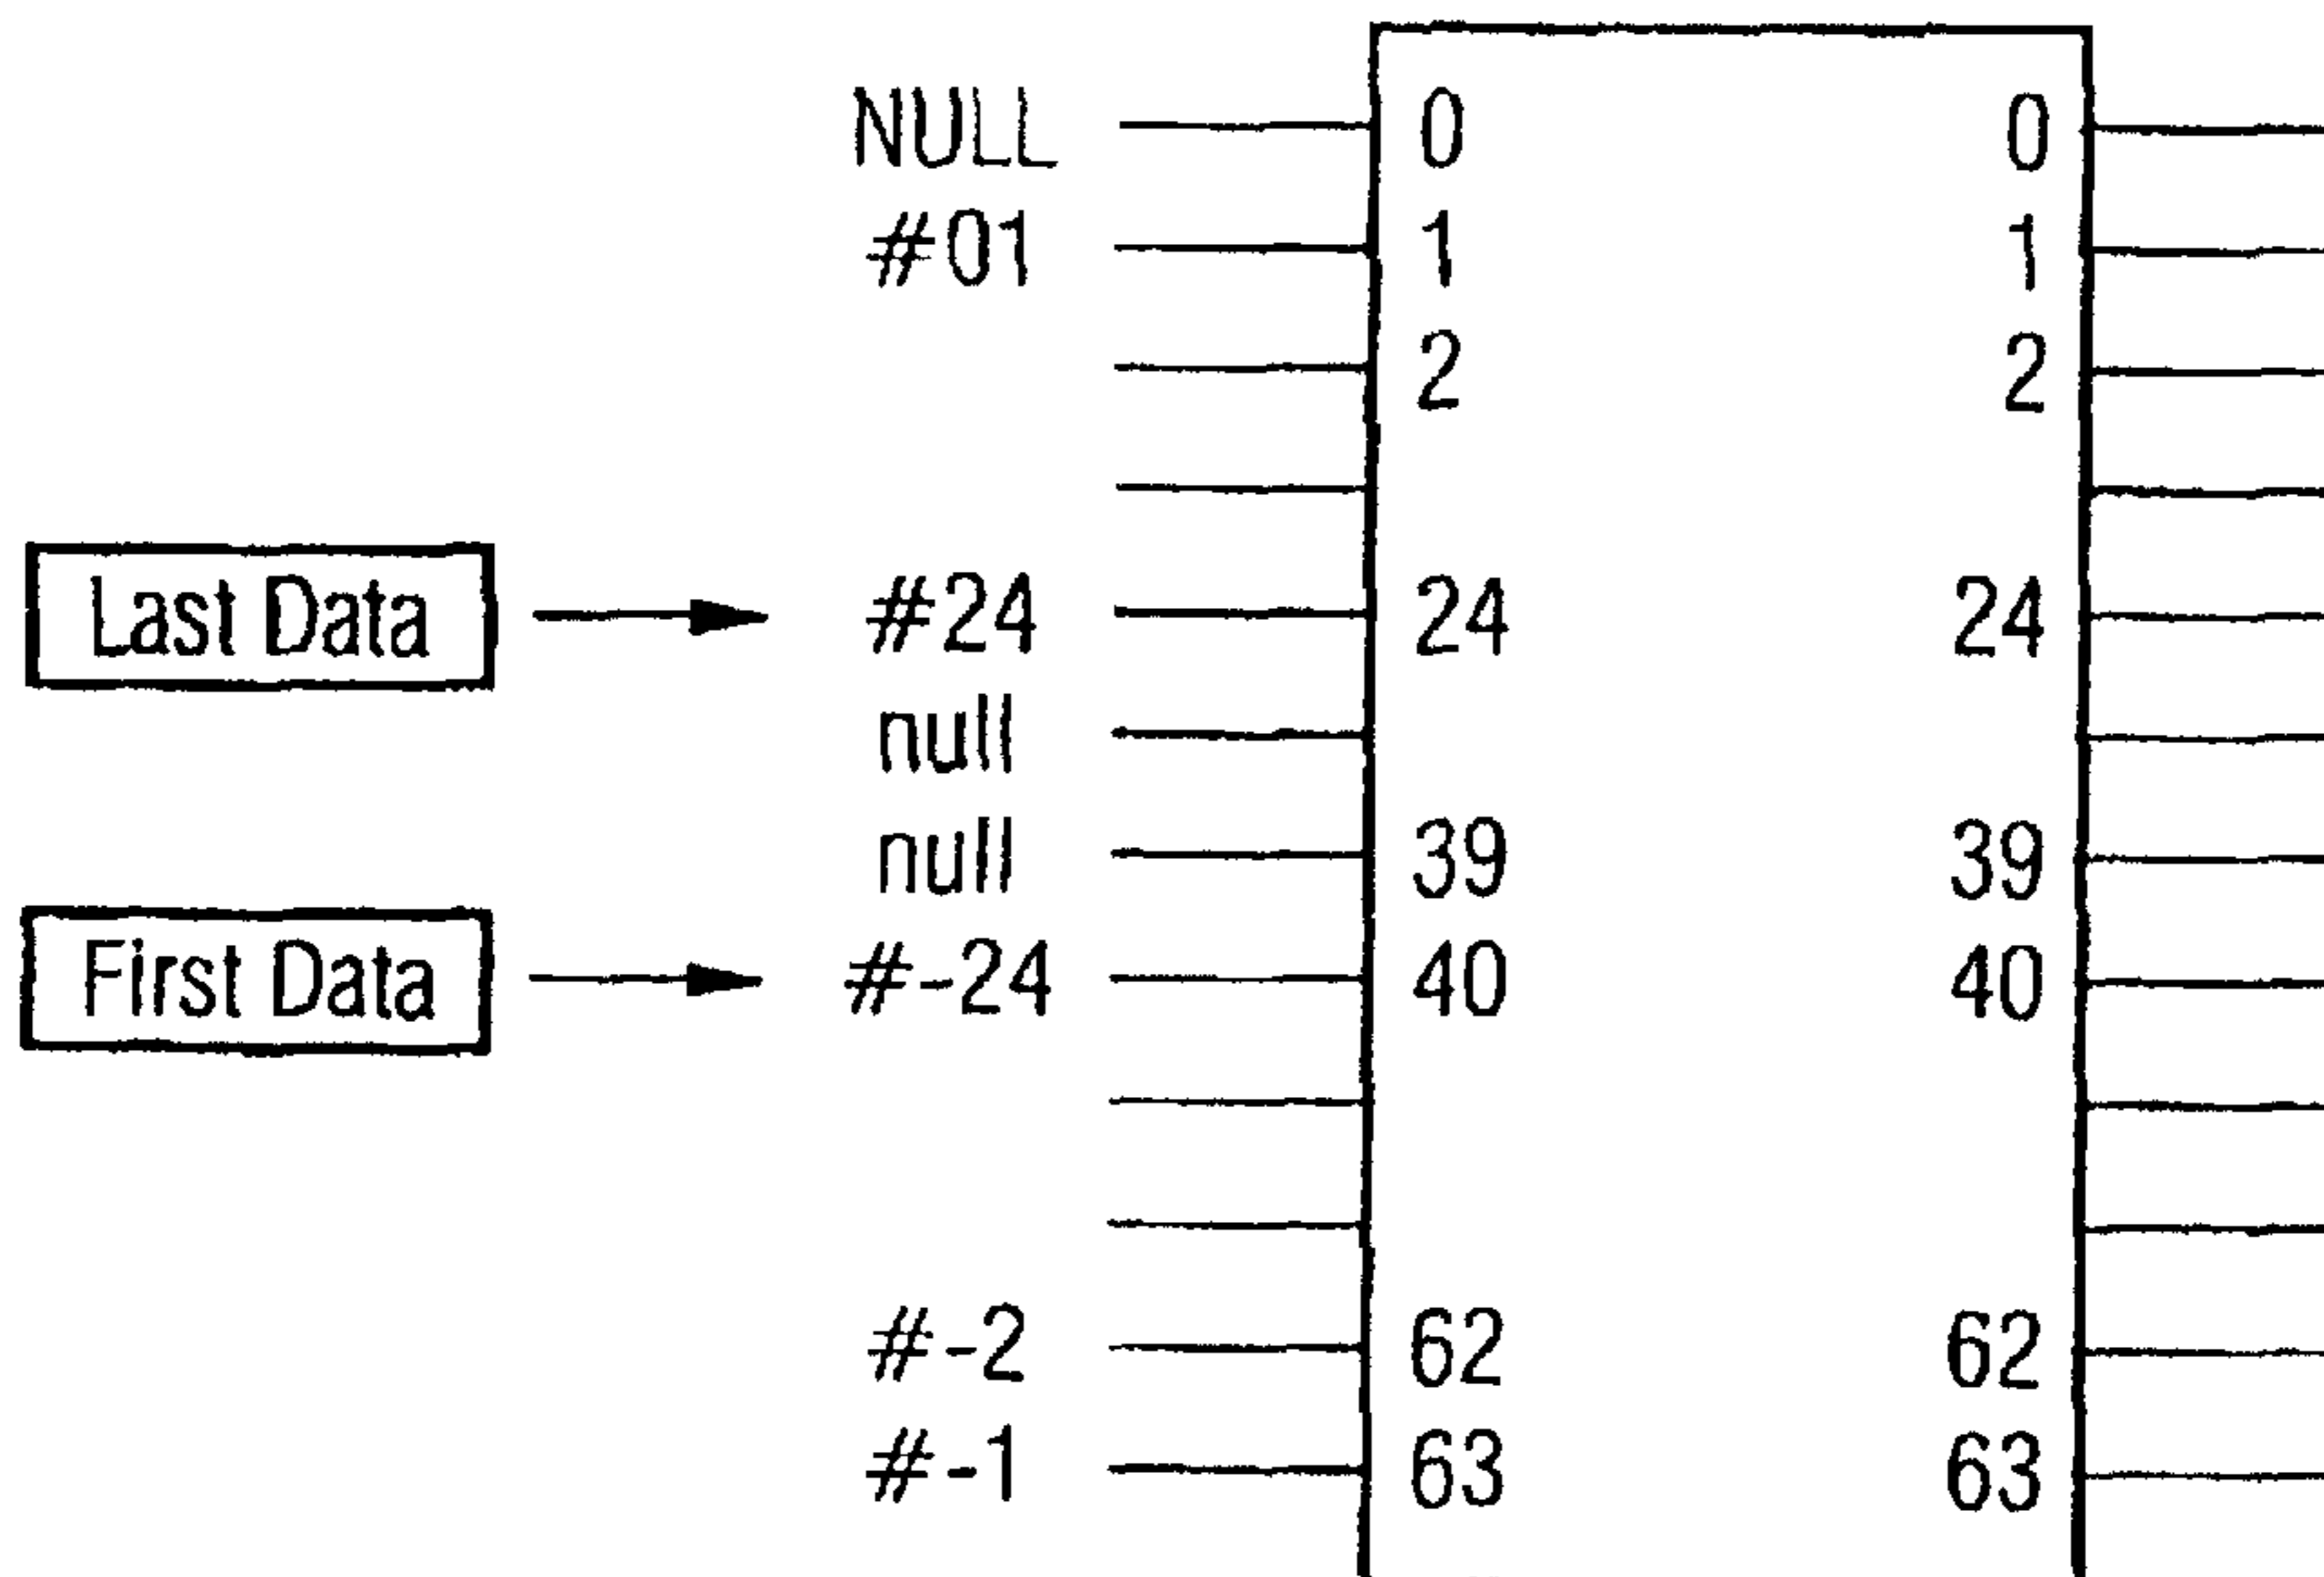 NULL 0 0
#01 1 1
2 2
Last Data #24 24 24
null
null 39 39
First Data #-24 40 40
#-2 62 62
#-1 63 63